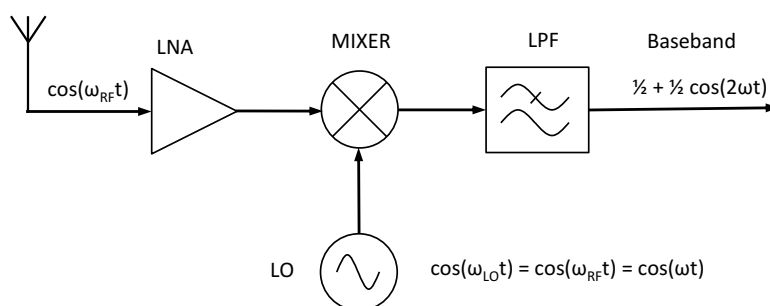 LNA
MIXER
LPF
Baseband
cos(ω_RF t)
½ + ½ cos(2ωt)
LO
cos(ω_LO t) = cos(ω_RF t) = cos(ωt)